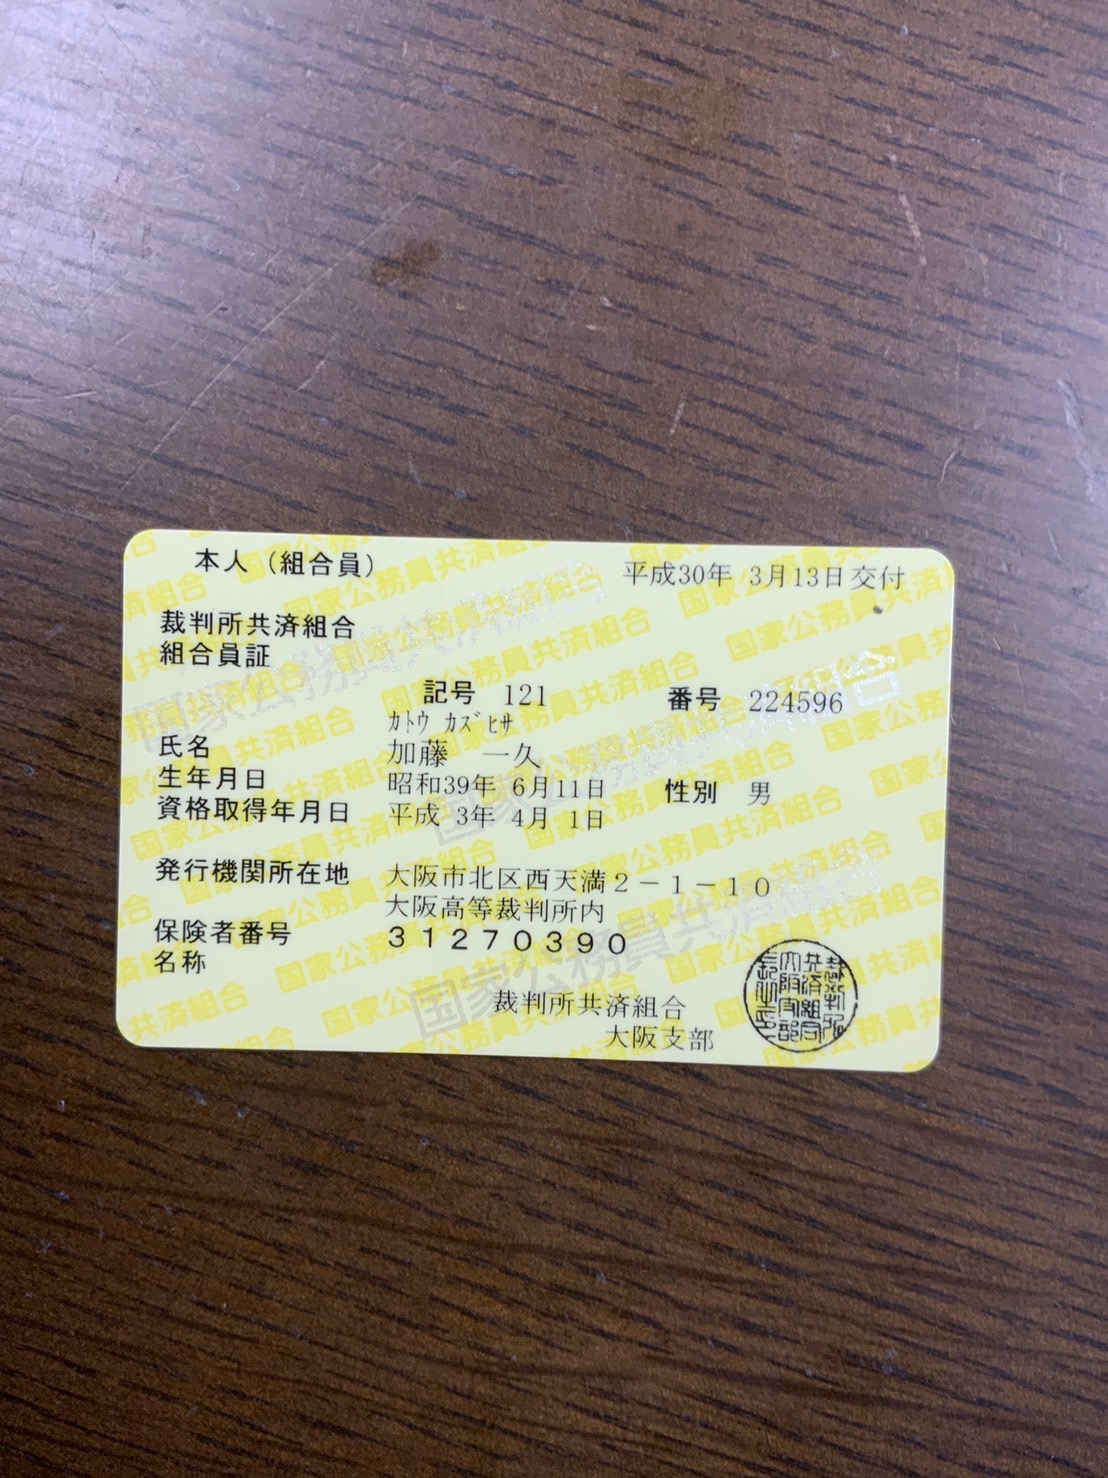 本人（組合員）
平成30年 3月13日交付
裁判所共済組合
組合員証
記号 121 番号 224596
ｶﾄｳ ｶｽﾞﾋｻ
氏名 加藤 一久
生年月日 昭和39年 6月11日 性別 男
資格取得年月日 平成 3年 4月 1日
発行機関所在地 大阪市北区西天満２－１－１０
大阪高等裁判所内
保険者番号 ３１２７０３９０
名称
裁判所共済組合
大阪支部
国家公務員共済組合